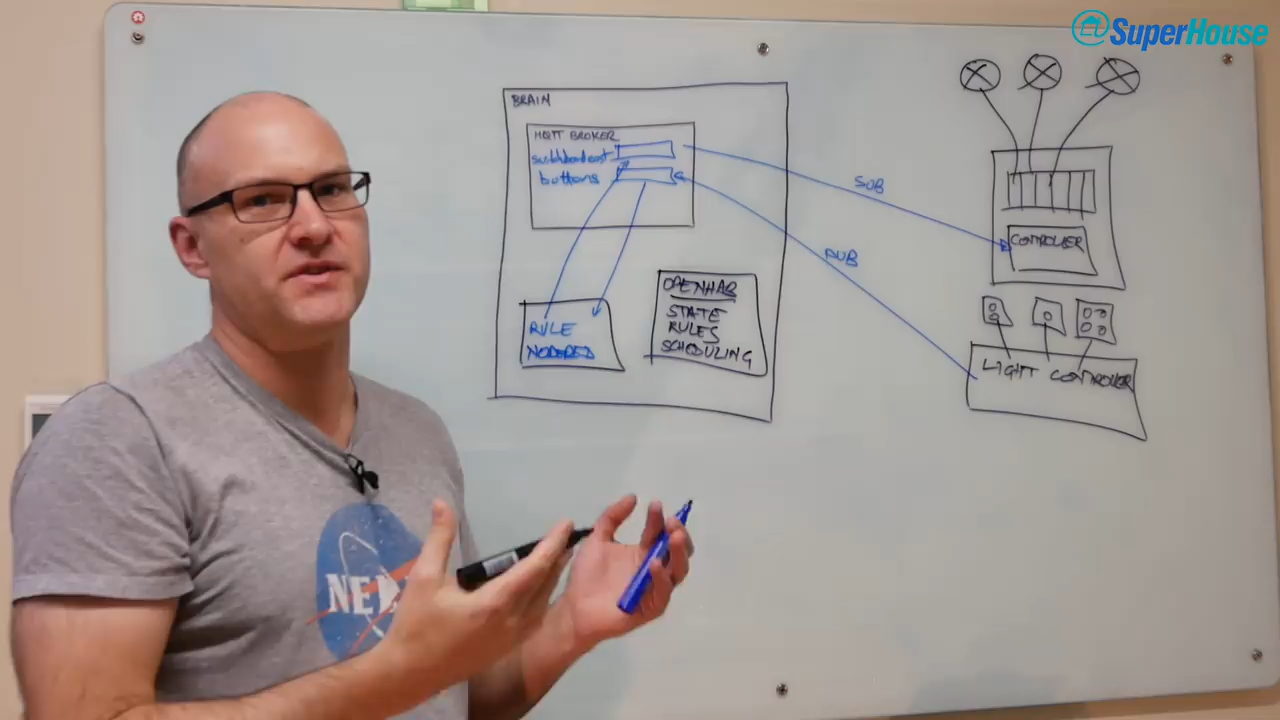 SuperHouse
BRAIN
MQTT BROKER
buttons
SUB
PUB
CONTROLLER
OPENHAB
STATE
RULES
SCHEDULING
RULE
NODERED
LIGHT CONTROLLER
NE